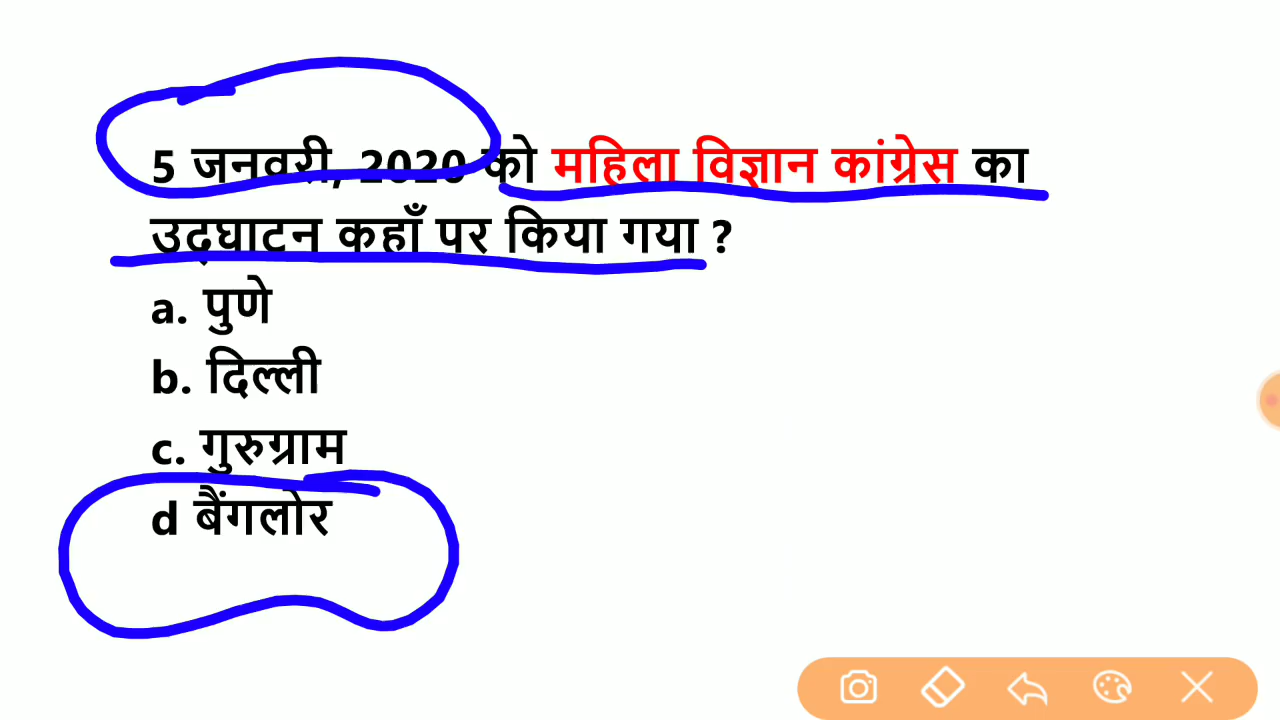 5 जनवरी, 2020 को महिला विज्ञान कांग्रेस का
उद्घाटन कहाँ पर किया गया ?
a. पुणे
b. दिल्ली
c. गुरुग्राम
d बैंगलोर